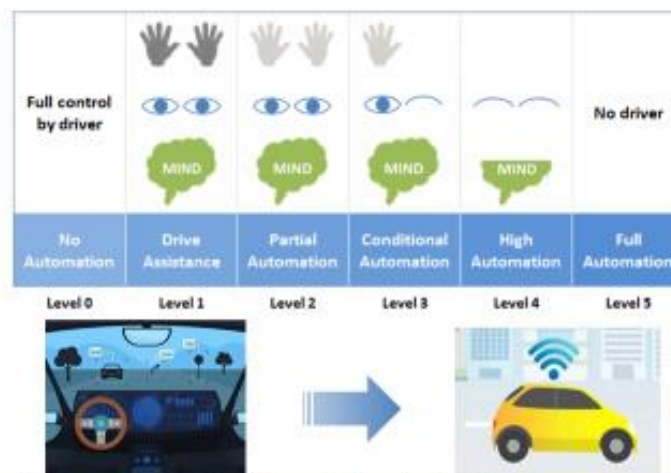 Full control
by driver
No driver
MIND
MIND
MIND
MIND
No
Automation
Drive
Assistance
Partial
Automation
Conditional
Automation
High
Automation
Full
Automation
Level 0
Level 1
Level 2
Level 3
Level 4
Level 5